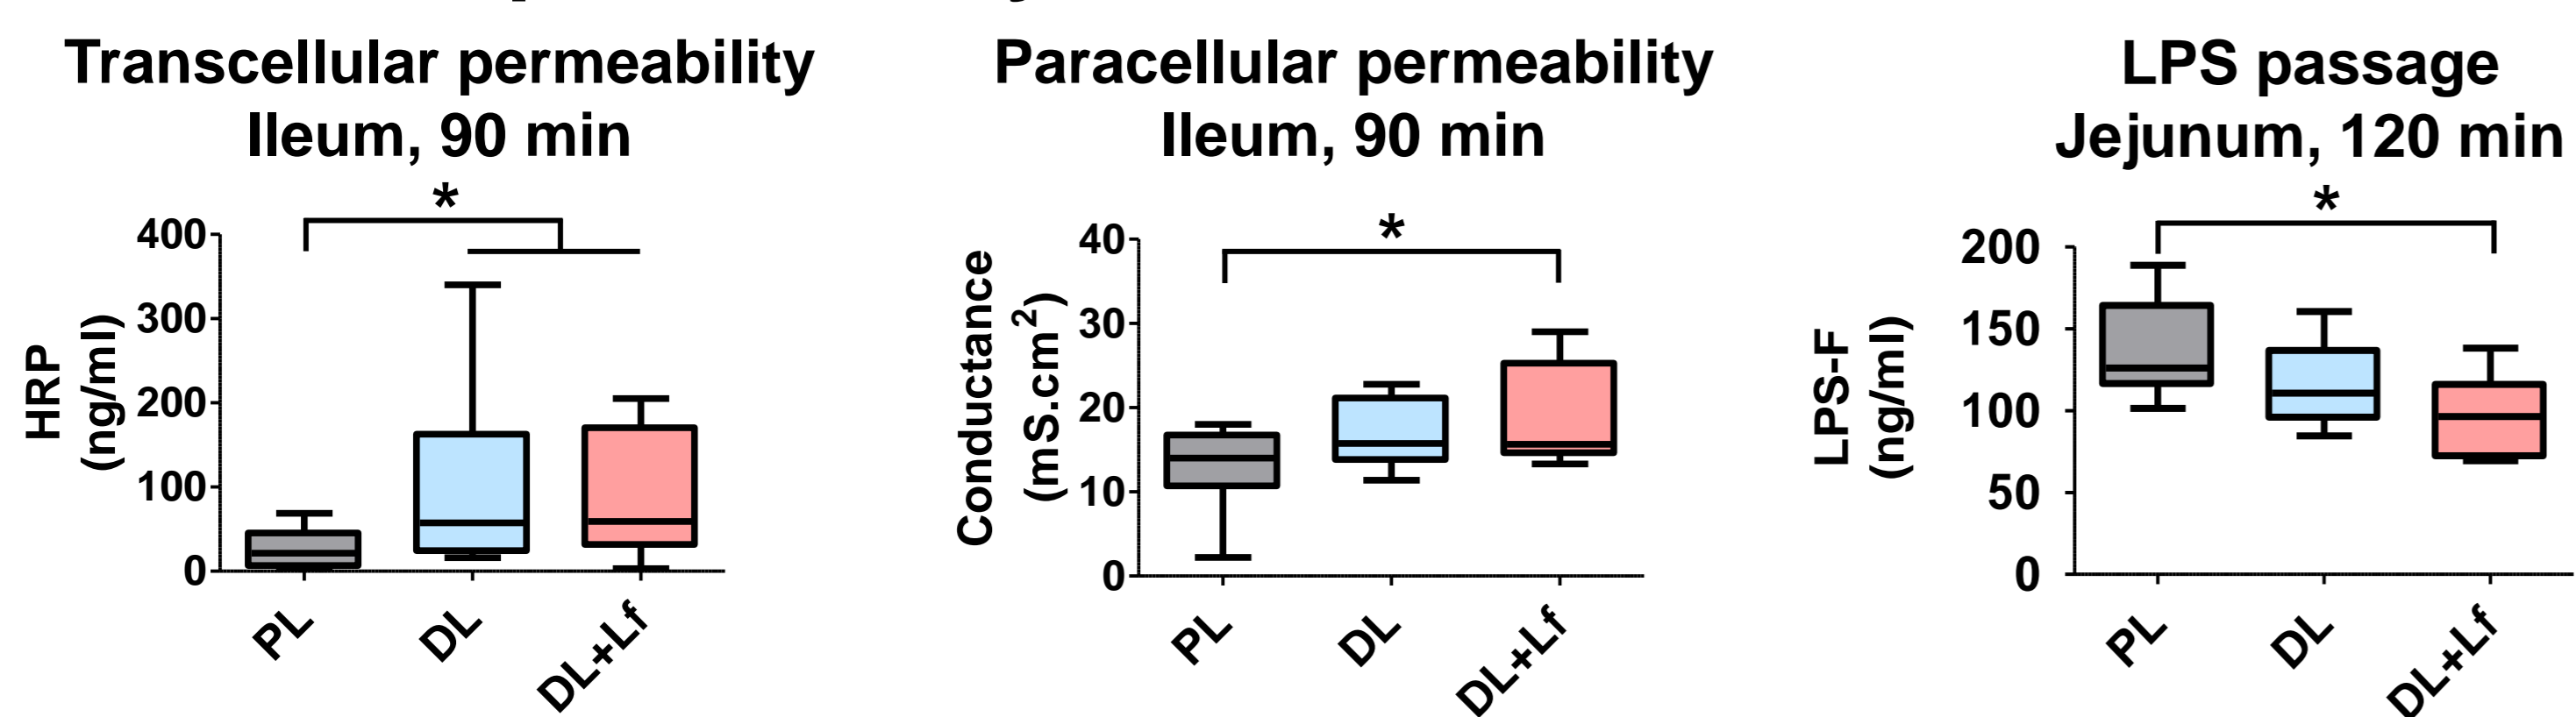 Transcellular permeability
Ileum, 90 min
*
400
300
200
100
0
HRP
(ng/ml)
PL
DL
DL+Lf
Paracellular permeability
Ileum, 90 min
*
40
30
20
10
0
Conductance
(mS.cm²)
PL
DL
DL+Lf
LPS passage
Jejunum, 120 min
*
200
150
100
50
0
LPS-F
(ng/ml)
PL
DL
DL+Lf